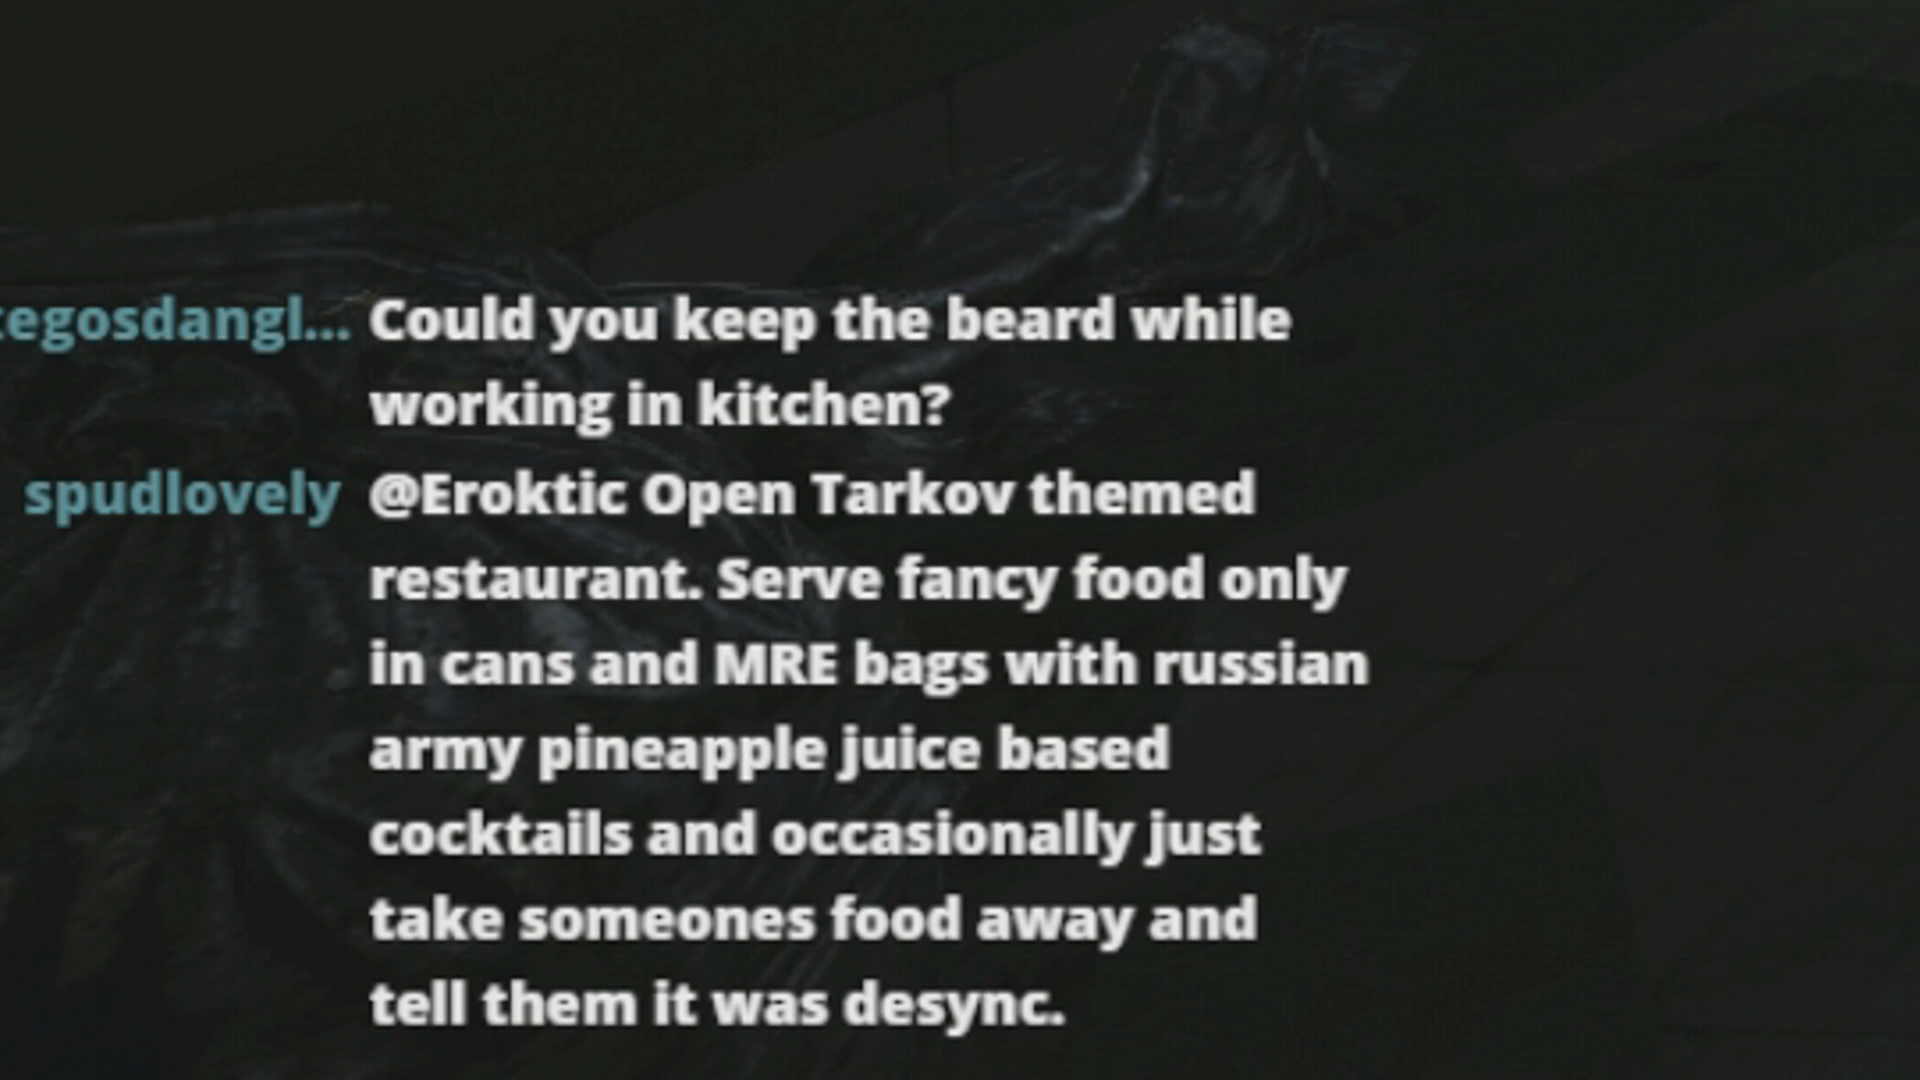 tegosdangl... Could you keep the beard while
working in kitchen?
spudlovely @Eroktic Open Tarkov themed
restaurant. Serve fancy food only
in cans and MRE bags with russian
army pineapple juice based
cocktails and occasionally just
take someones food away and
tell them it was desync.